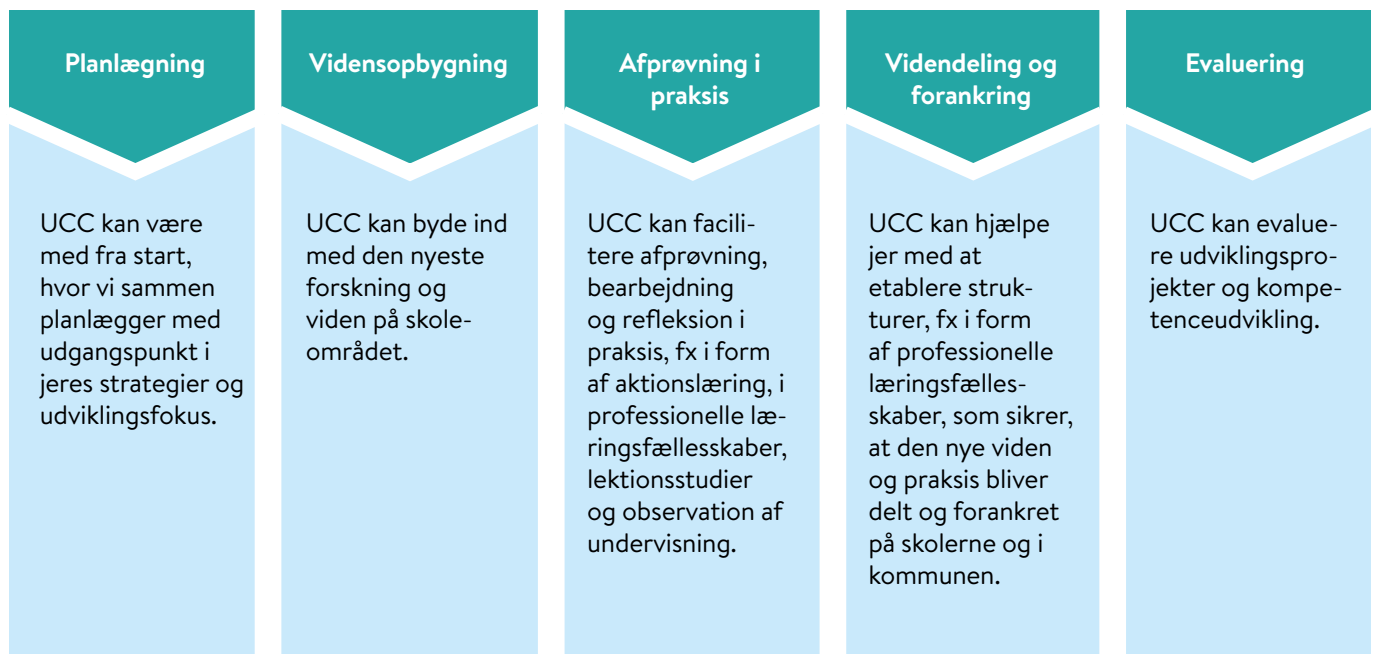 Planlægning
UCC kan være
med fra start,
hvor vi sammen
planlægger med
udgangspunkt i
jeres strategier og
udviklingsfokus.
Vidensopbygning
UCC kan byde ind
med den nyeste
forskning og
viden på skole-
området.
Afprøvning i
praksis
UCC kan facili-
tere afprøvning,
bearbejdning
og refleksion i
praksis, fx i form
af aktionslæring, i
professionelle læ-
ringsfællesskaber,
lektionsstudier
og observation af
undervisning.
Videndeling og
forankring
UCC kan hjælpe
jer med at
etablere struk-
turer, fx i form
af professionelle
læringsfælles-
skaber, som sikrer,
at den nye viden
og praksis bliver
delt og forankret
på skolerne og i
kommunen.
Evaluering
UCC kan evalue-
re udviklingspro-
jekter og kompe-
tenceudvikling.